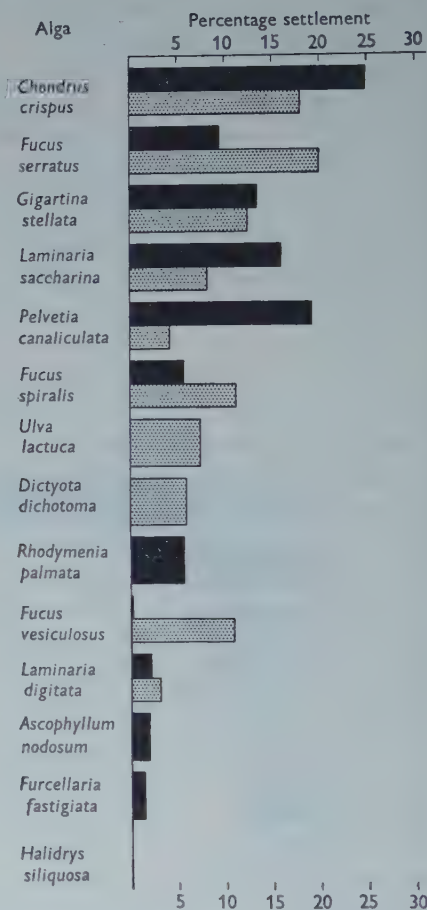 Alga
Percentage settlement
5 10 15 20 25 30
Chondrus
crispus
Fucus
serratus
Gigartina
stellata
Laminaria
saccharina
Pelvetia
canaliculata
Fucus
spiralis
Ulva
lactuca
Dictyota
dichotoma
Rhodymenia
palmata
Fucus
vesiculosus
Laminaria
digitata
Ascophyllum
nodosum
Furcellaria
fastigiata
Halidrys
siliquosa
5 10 15 20 25 30